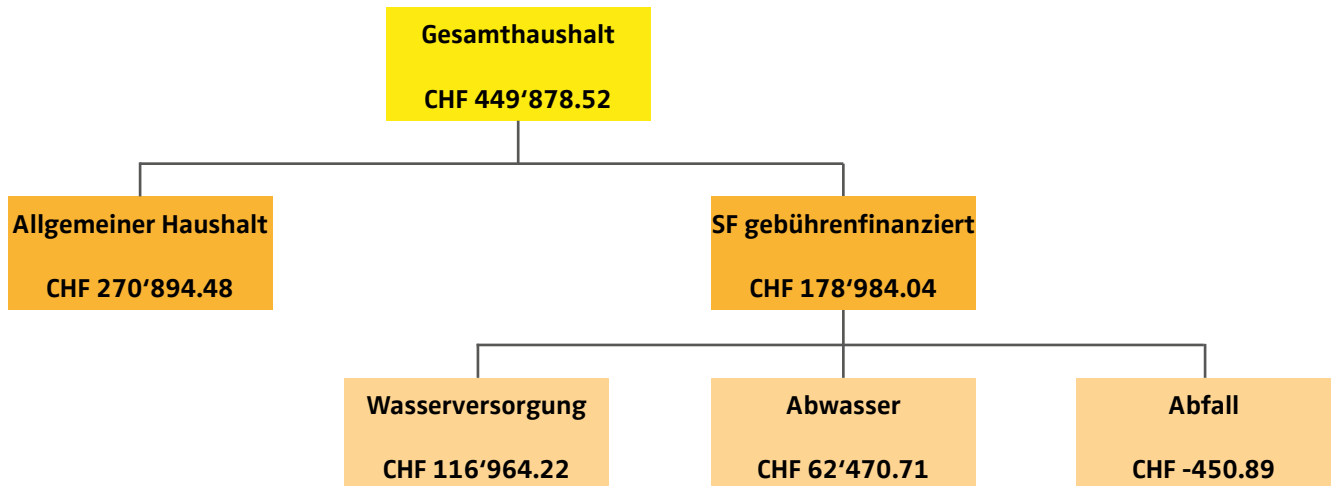 Gesamthaushalt
CHF 449‘878.52
Allgemeiner Haushalt
CHF 270‘894.48
SF gebührenfinanziert
CHF 178‘984.04
Wasserversorgung
CHF 116‘964.22
Abwasser
CHF 62‘470.71
Abfall
CHF -450.89